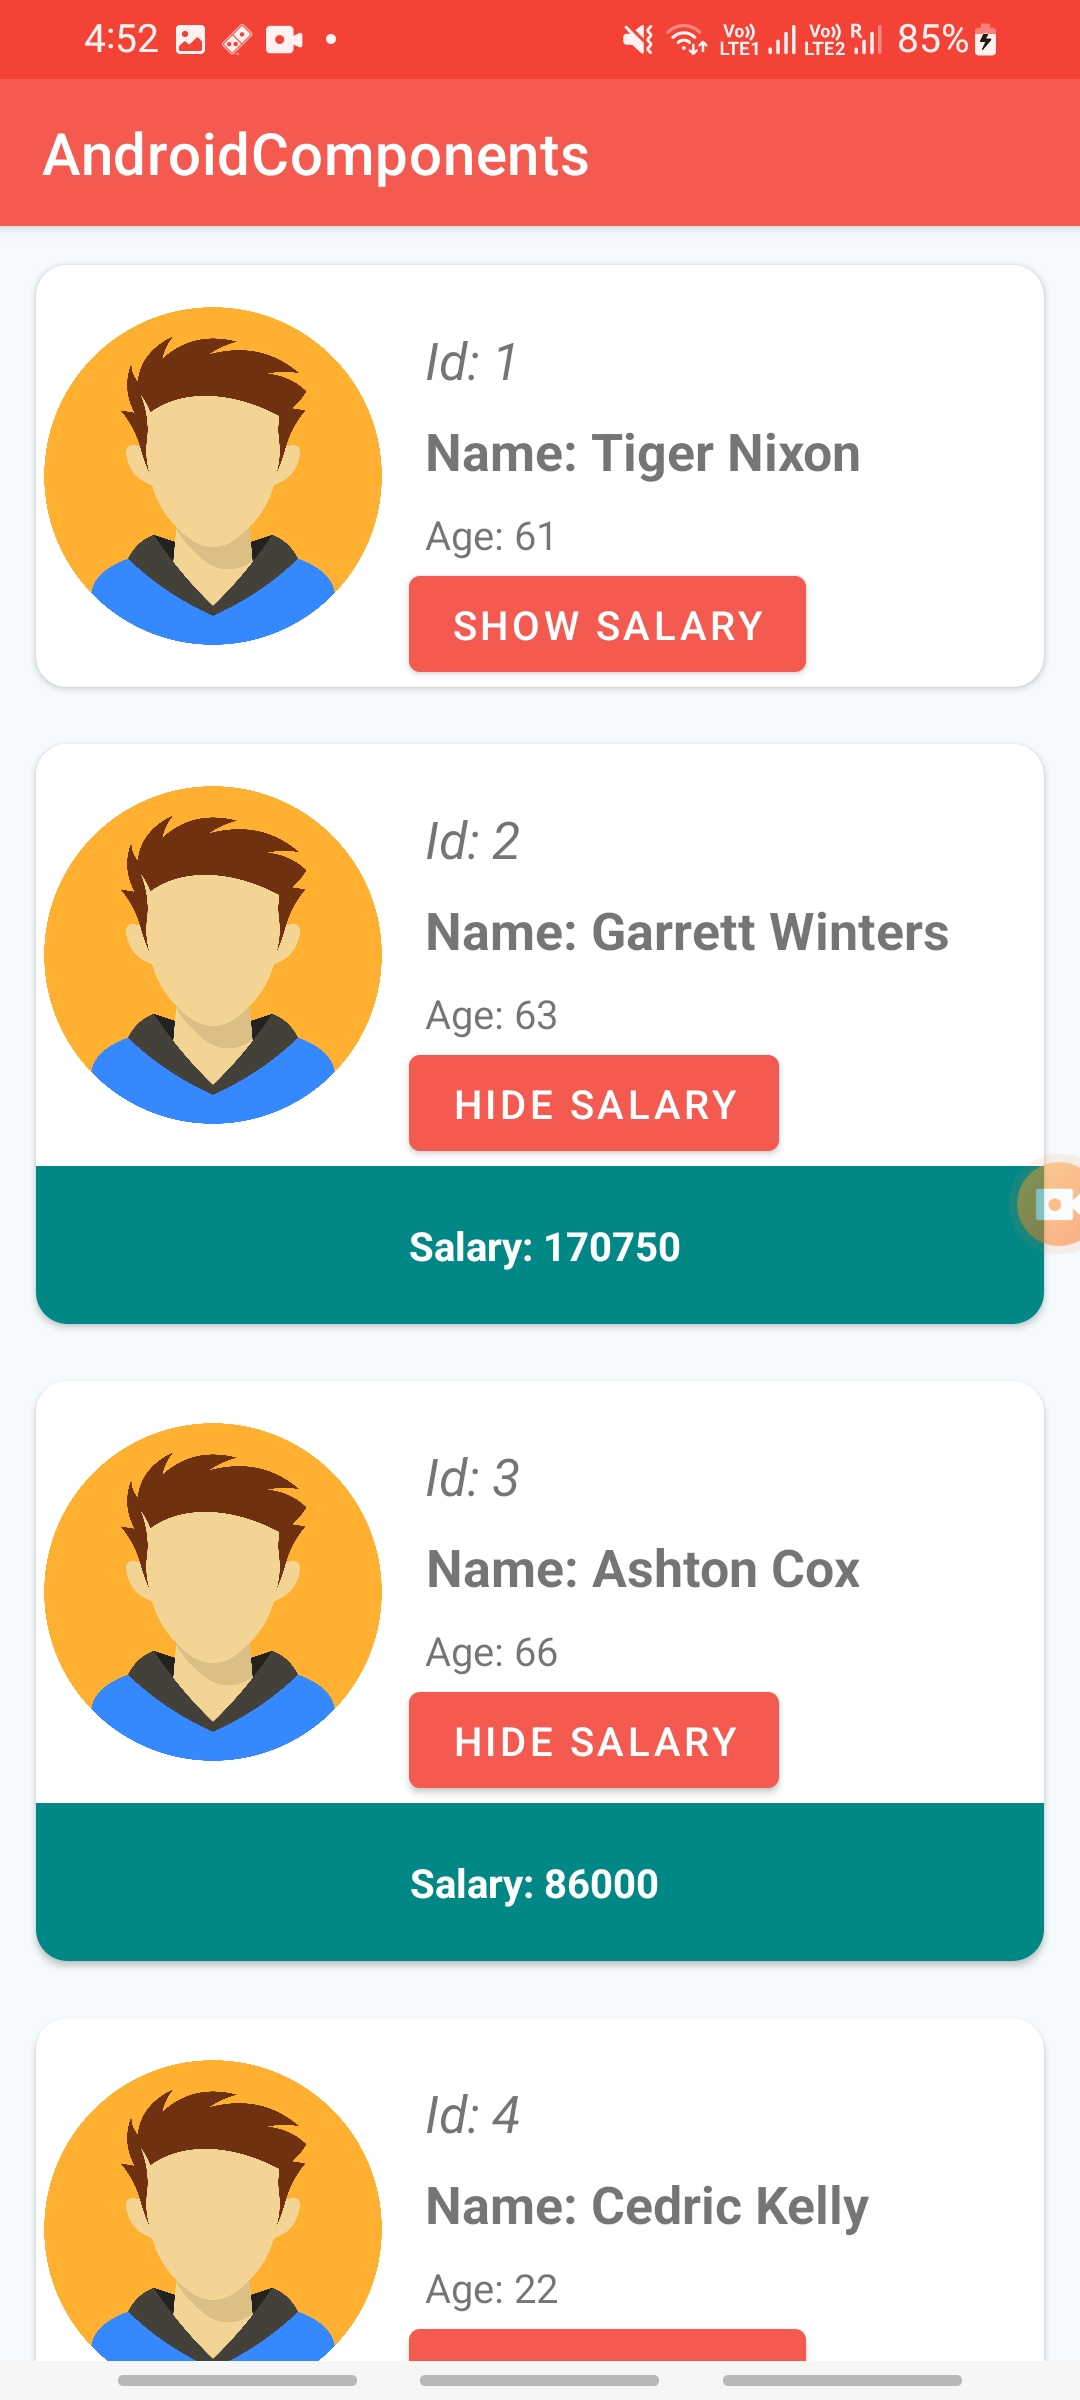 4:52 Vo)) LTE1 Vo)) LTE2 R 85%
AndroidComponents
Id: 1
Name: Tiger Nixon
Age: 61
SHOW SALARY
Id: 2
Name: Garrett Winters
Age: 63
HIDE SALARY
Salary: 170750
Id: 3
Name: Ashton Cox
Age: 66
HIDE SALARY
Salary: 86000
Id: 4
Name: Cedric Kelly
Age: 22